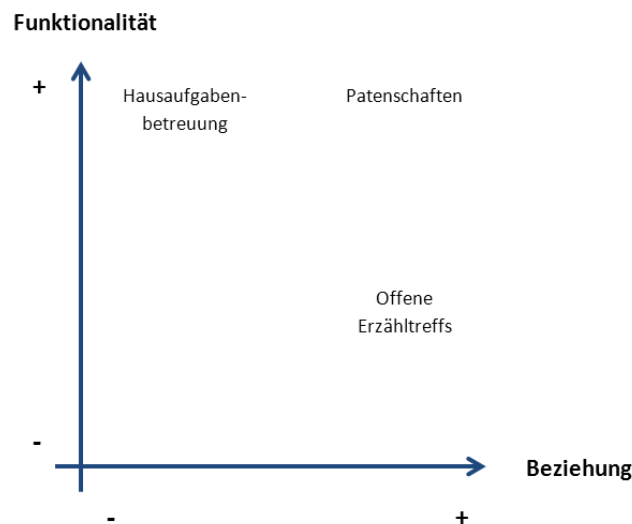 Funktionalität
+
Hausaufgaben-
betreuung
Patenschaften
Offene
Erzähltreffs
-
Beziehung
-
+